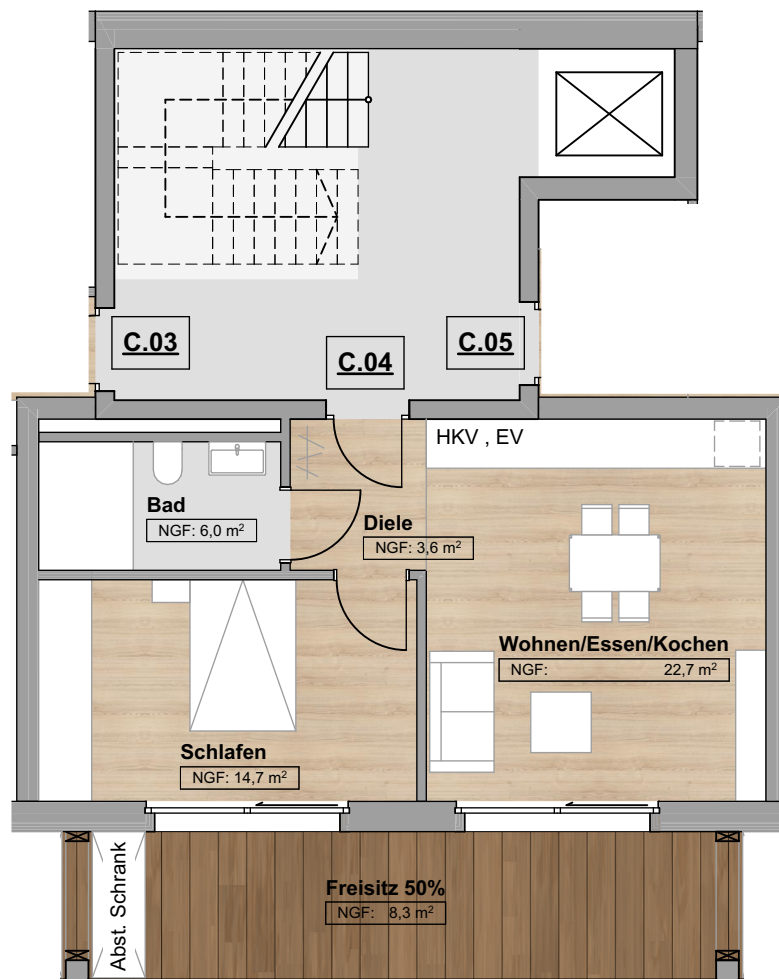 C.03
C.04
C.05
HKV , EV
Bad
NGF: 6,0 m²
Diele
NGF: 3,6 m²
Wohnen/Essen/Kochen
NGF: 22,7 m²
Schlafen
NGF: 14,7 m²
Abst. Schrank
Freisitz 50%
NGF: 8,3 m²